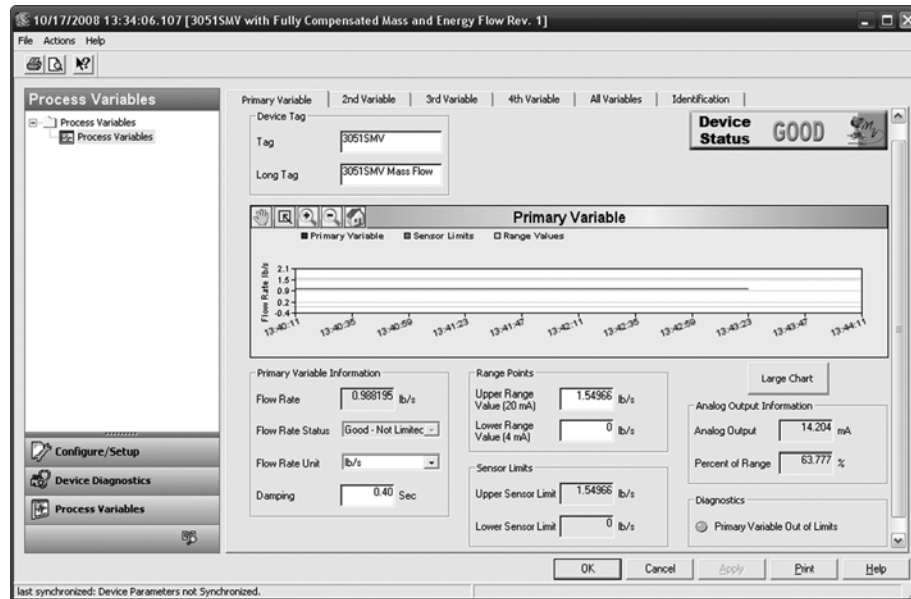 10/17/2008 13:34:06.107 [3051SMV with Fully Compensated Mass and Energy Flow Rev. 1]
File Actions Help
Process Variables
Process Variables
Process Variables
Primary Variable 2nd Variable 3rd Variable 4th Variable All Variables Identification
Device Tag
Tag 3051SMV
Long Tag 3051SMV Mass Flow
Device Status GOOD
Primary Variable
Primary Variable Sensor Limits Range Values
Flow Rate lb/s
2.1
1.5
0.9
0.2
-0.4
13:40:11 13:40:35 13:40:59 13:41:23 13:41:47 13:42:11 13:42:35 13:42:59 13:43:23 13:43:47 13:44:11
Primary Variable Information
Flow Rate 0.988195 lb/s
Flow Rate Status Good - Not Limitec
Flow Rate Unit lb/s
Damping 0.40 Sec
Range Points
Upper Range Value (20 mA) 1.54966 lb/s
Lower Range Value (4 mA) 0 lb/s
Sensor Limits
Upper Sensor Limit 1.54966 lb/s
Lower Sensor Limit 0 lb/s
Large Chart
Analog Output Information
Analog Output 14.204 mA
Percent of Range 63.777 %
Diagnostics
Primary Variable Out of Limits
Configure/Setup
Device Diagnostics
Process Variables
OK Cancel Apply Print Help
last synchronized: Device Parameters not Synchronized.